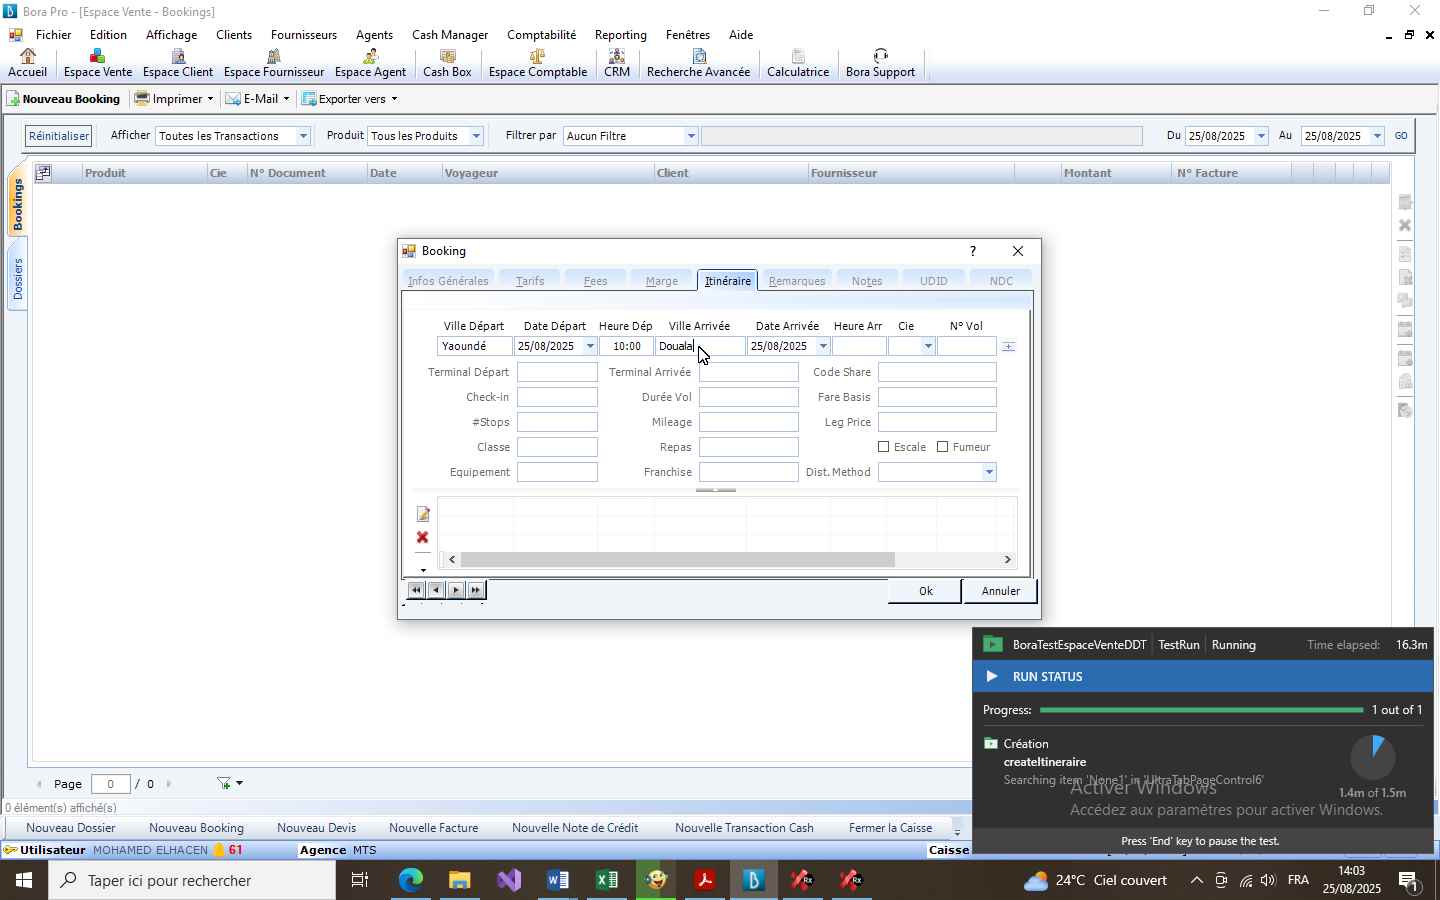 Bora Pro - [Espace Vente - Bookings]
Fichier Edition Affichage Clients Fournisseurs Agents Cash Manager Comptabilité Reporting Fenêtres Aide
Accueil Espace Vente Espace Client Espace Fournisseur Espace Agent Cash Box Espace Comptable CRM Recherche Avancée Calculatrice Bora Support
Nouveau Booking Imprimer E-Mail Exporter vers
Réinitialiser Afficher Toutes les Transactions Produit Tous les Produits Filtrer par Aucun Filtre Du 25/08/2025 Au 25/08/2025 GO
Produit Cie N° Document Date Voyageur Client Fournisseur Montant N° Facture
Bookings
Dossiers
Booking
?
Infos Générales Tarifs Fees Marge Itinéraire Remarques Notes UDID NDC
Ville Départ Date Départ Heure Dép Ville Arrivée Date Arrivée Heure Arr Cie N° Vol
Yaoundé 25/08/2025 10:00 Douala 25/08/2025
Terminal Départ Terminal Arrivée Code Share
Check-in Durée Vol Fare Basis
#Stops Mileage Leg Price
Classe Repas Escale Fumeur
Equipement Franchise Dist. Method
Ok Annuler
BoraTestEspaceVenteDDT TestRun Running Time elapsed: 16.3m
RUN STATUS
Progress: 1 out of 1
Création
createItineraire
Searching item 'None1' in 'UltraTabPageControl6'
1.4m of 1.5m
Activer Windows
Accédez aux paramètres pour activer Windows.
Press 'End' key to pause the test.
Page 0 / 0
0 élément(s) affiché(s)
Nouveau Dossier Nouveau Booking Nouveau Devis Nouvelle Facture Nouvelle Note de Crédit Nouvelle Transaction Cash Fermer la Caisse
Utilisateur MOHAMED ELHACEN 61 Agence MTS Caisse
Taper ici pour rechercher
24°C Ciel couvert FRA 14:03
25/08/2025
1